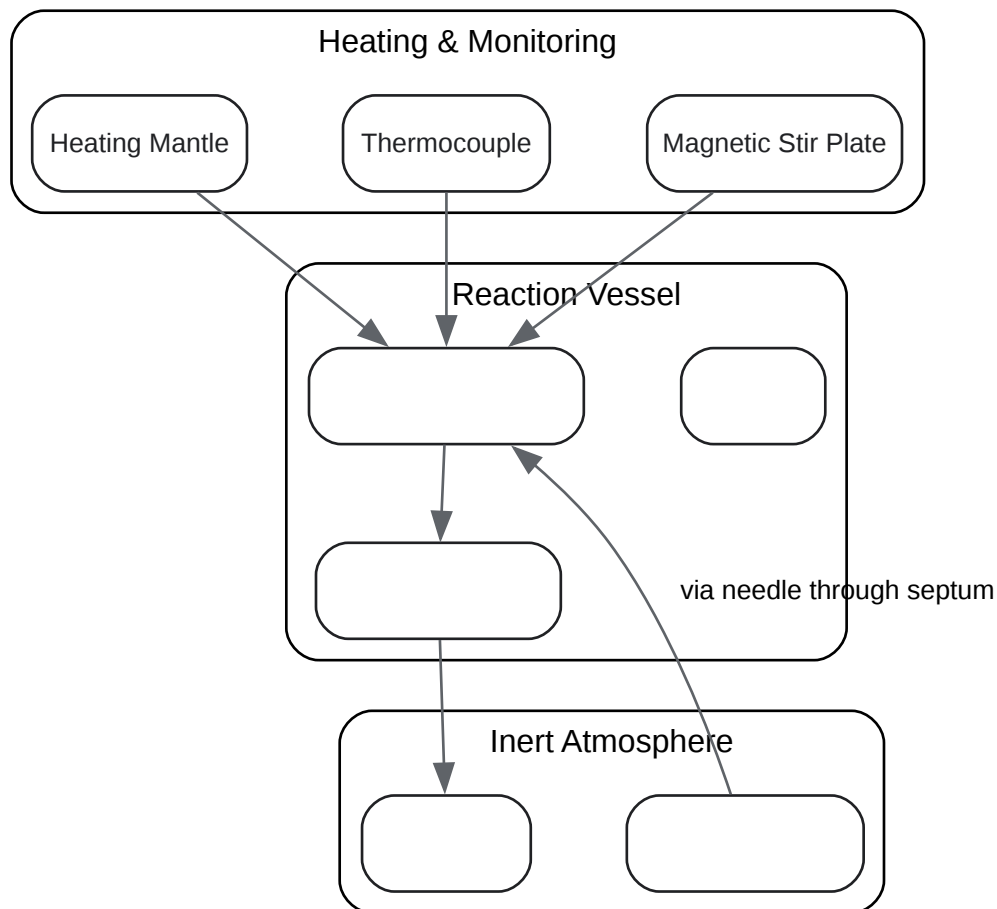 Heating & Monitoring
Heating Mantle
Thermocouple
Magnetic Stir Plate
Reaction Vessel
via needle through septum
Inert Atmosphere